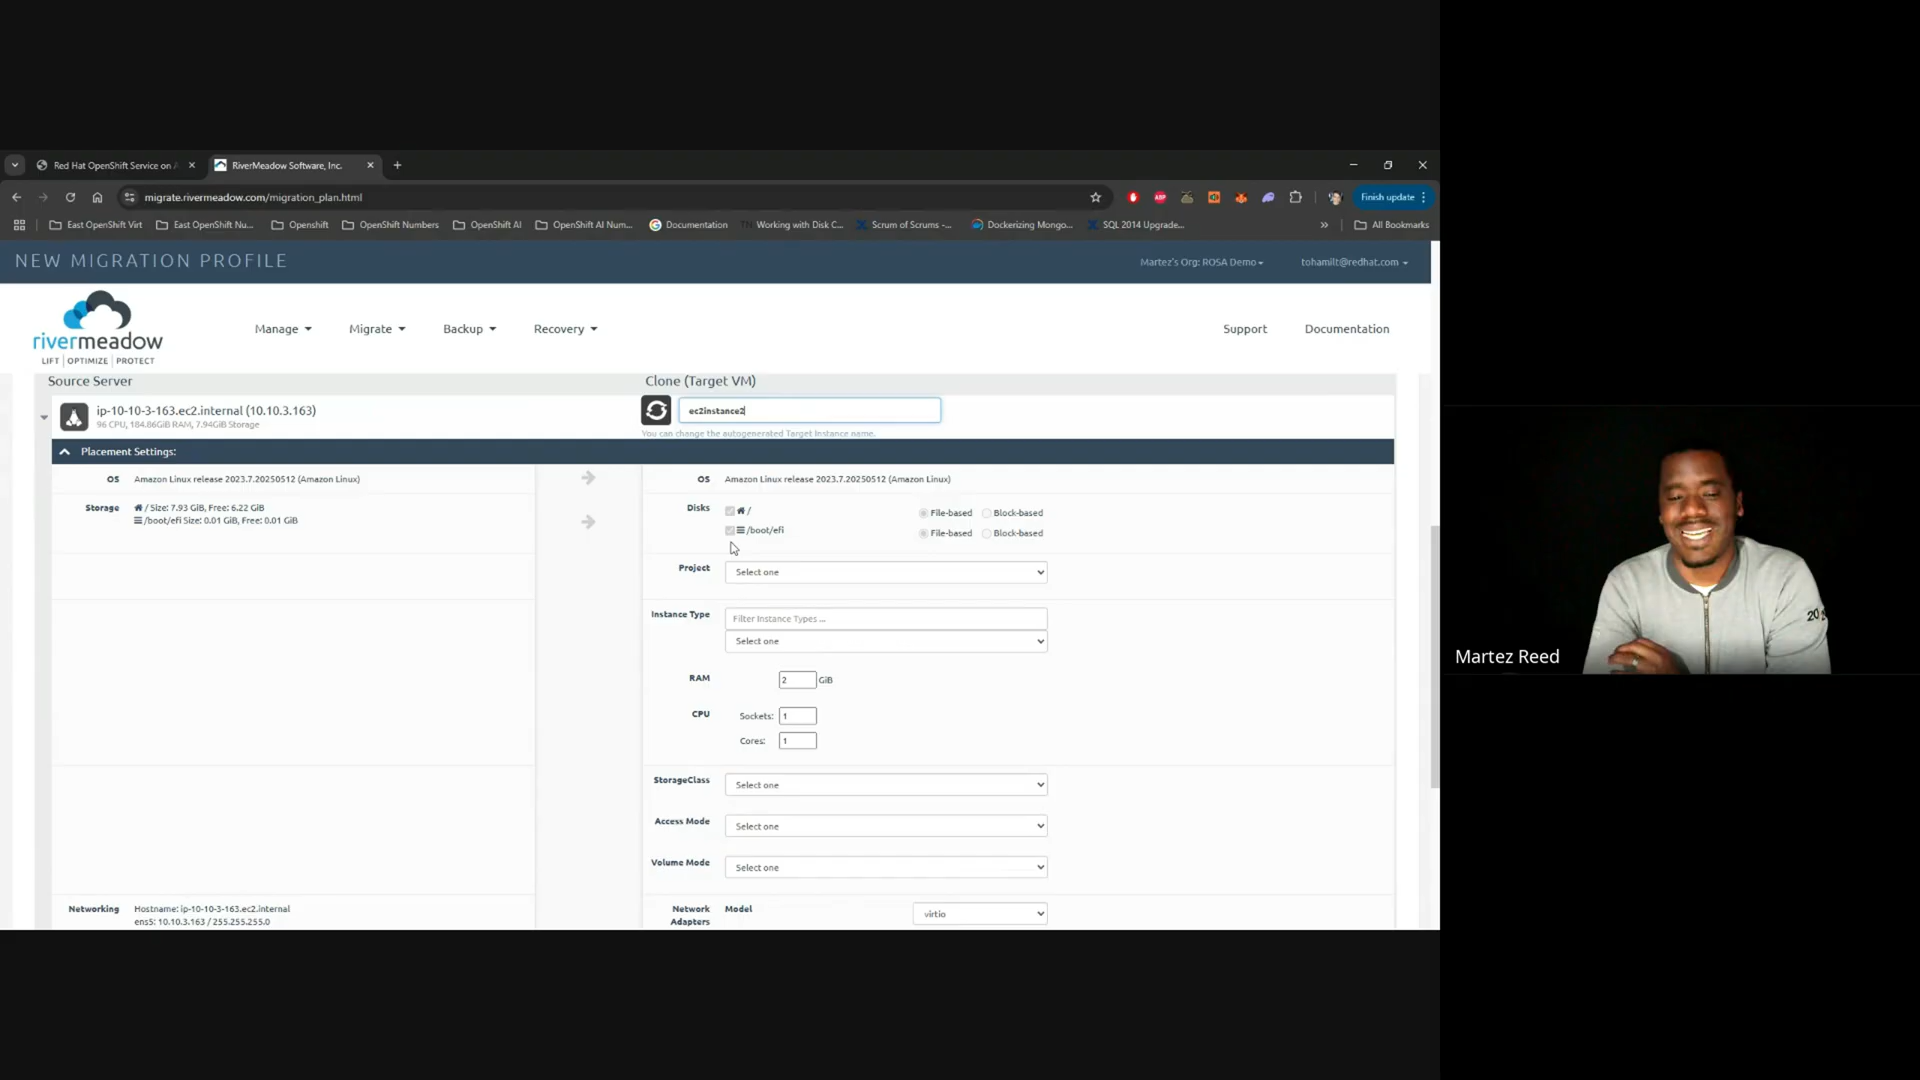 Red Hat OpenShift Service on A
RiverMeadow Software, Inc.
migrate.rivermeadow.com/migration_plan.html
ABP
Finish update
East OpenShift Virt
East OpenShift Nu...
Openshift
OpenShift Numbers
OpenShift AI
OpenShift AI Num...
Documentation
Working with Disk C...
Scrum of Scrums -...
Dockerizing Mongo...
SQL 2014 Upgrade...
All Bookmarks
NEW MIGRATION PROFILE
Martez's Org: ROSA Demo
tohamilt@redhat.com
rivermeadow
LIFT | OPTIMIZE | PROTECT
Manage
Migrate
Backup
Recovery
Support
Documentation
Source Server
Clone (Target VM)
ip-10-10-3-163.ec2.internal (10.10.3.163)
96 CPU, 184.86GiB RAM, 7.94GiB Storage
ec2instance2
You can change the autogenerated Target Instance name.
Placement Settings:
OS
Amazon Linux release 2023.7.20250512 (Amazon Linux)
OS
Amazon Linux release 2023.7.20250512 (Amazon Linux)
Storage
/ Size: 7.93 GiB, Free: 6.22 GiB
/boot/efi Size: 0.01 GiB, Free: 0.01 GiB
Disks
/
File-based
Block-based
/boot/efi
File-based
Block-based
Project
Select one
Instance Type
Filter Instance Types ...
Select one
RAM
2
GiB
CPU
Sockets:
1
Cores:
1
StorageClass
Select one
Access Mode
Select one
Volume Mode
Select one
Networking
Hostname: ip-10-10-3-163.ec2.internal
ens5: 10.10.3.163 / 255.255.255.0
Network
Adapters
Model
virtio
Martez Reed